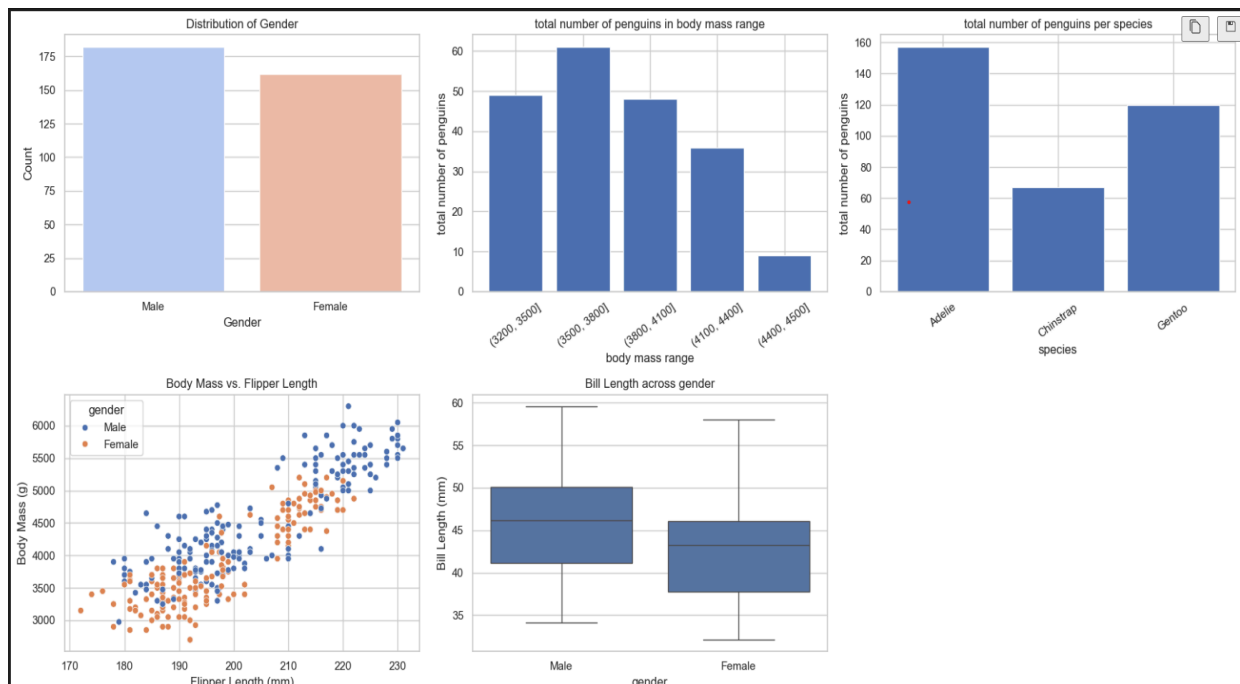 Distribution of Gender
Count
175
150
125
100
75
50
25
0
Male
Female
Gender
total number of penguins in body mass range
total number of penguins
60
50
40
30
20
10
0
(3200, 3500]
(3500, 3800]
(3800, 4100]
(4100, 4400]
(4400, 4500]
body mass range
total number of penguins per species
total number of penguins
160
140
120
100
80
60
40
20
0
Adelie
Chinstrap
Gentoo
species
Body Mass vs. Flipper Length
gender
Male
Female
Body Mass (g)
6000
5500
5000
4500
4000
3500
3000
170
180
190
200
210
220
230
Flipper Length (mm)
Bill Length across gender
Bill Length (mm)
60
55
50
45
40
35
Male
Female
gender